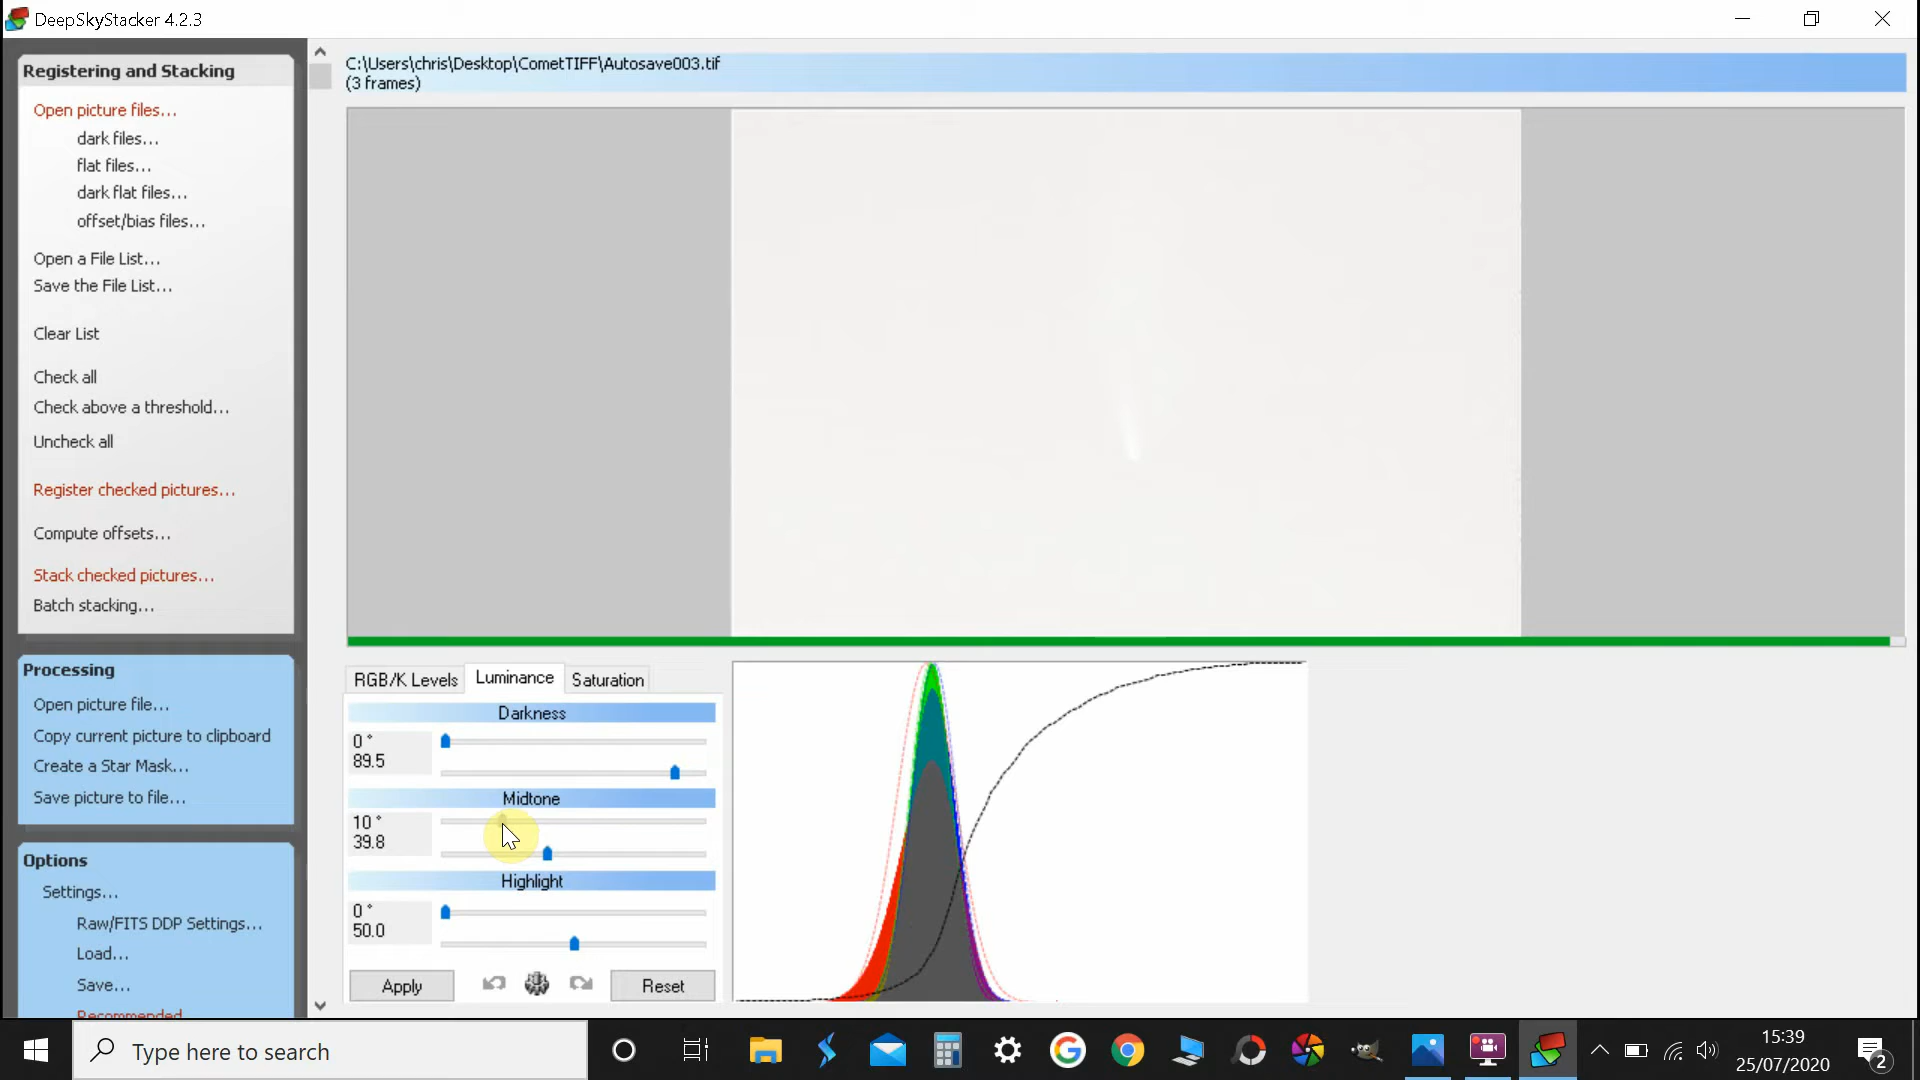 DeepSkyStacker 4.2.3
Registering and Stacking
Open picture files...
dark files...
flat files...
dark flat files...
offset/bias files...
Open a File List...
Save the File List...
Clear List
Check all
Check above a threshold...
Uncheck all
Register checked pictures...
Compute offsets...
Stack checked pictures...
Batch stacking...
Processing
Open picture file...
Copy current picture to clipboard
Create a Star Mask...
Save picture to file...
Options
Settings...
Raw/FITS DDP Settings...
Load...
Save...
Recommended
C:\Users\chris\Desktop\CometTIFF\Autosave003.tif
(3 frames)
RGB/K Levels
Luminance
Saturation
Darkness
0 °
89.5
Midtone
10 °
39.8
Highlight
0 °
50.0
Apply
Reset
Type here to search
15:39
25/07/2020
2